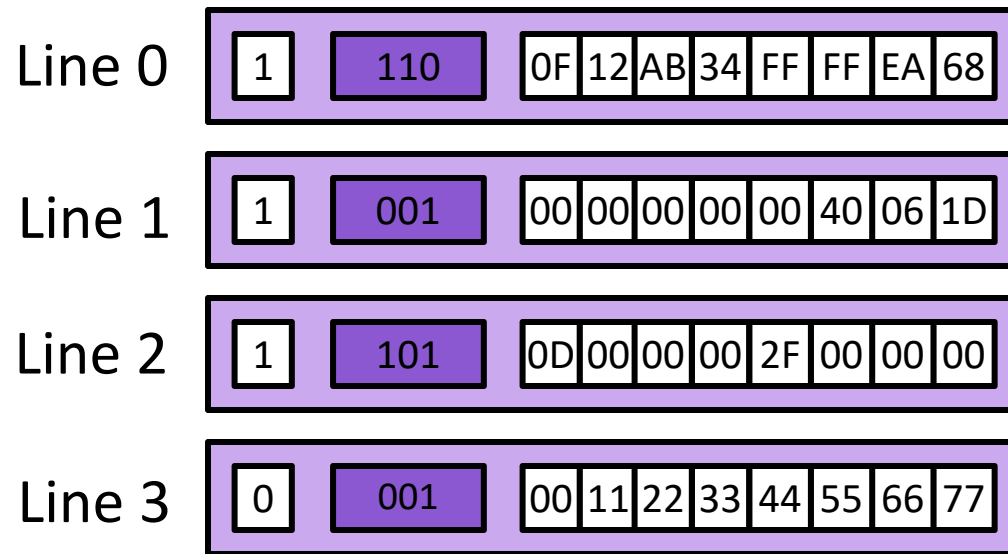 Line 0 1 110 0F 12 AB 34 FF FF EA 68
Line 1 1 001 00 00 00 00 00 40 06 1D
Line 2 1 101 0D 00 00 00 2F 00 00 00
Line 3 0 001 00 11 22 33 44 55 66 77